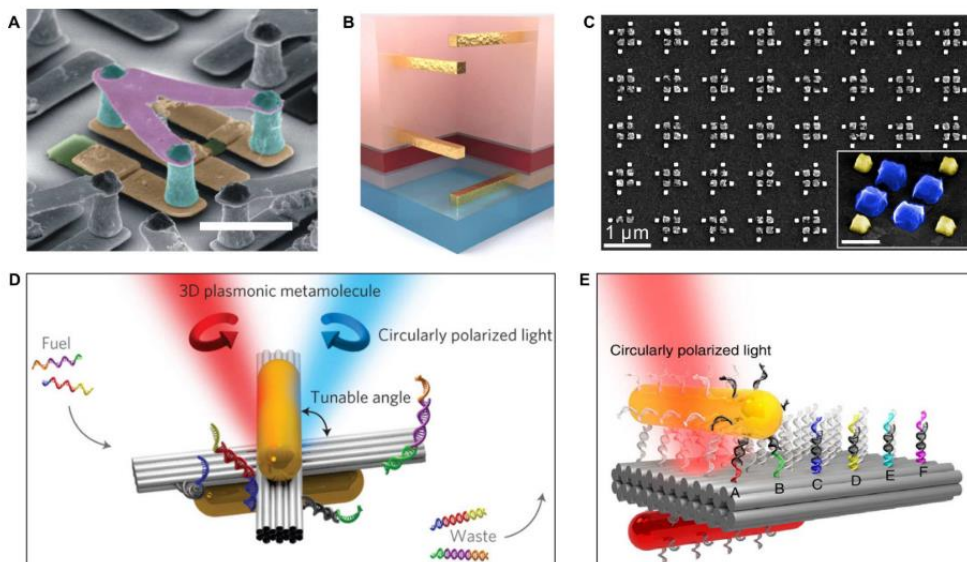 A
B
C
1 µm
D
3D plasmonic metamolecule
Circularly polarized light
Fuel
Tunable angle
Waste
E
Circularly polarized light
A
B
C
D
E
F